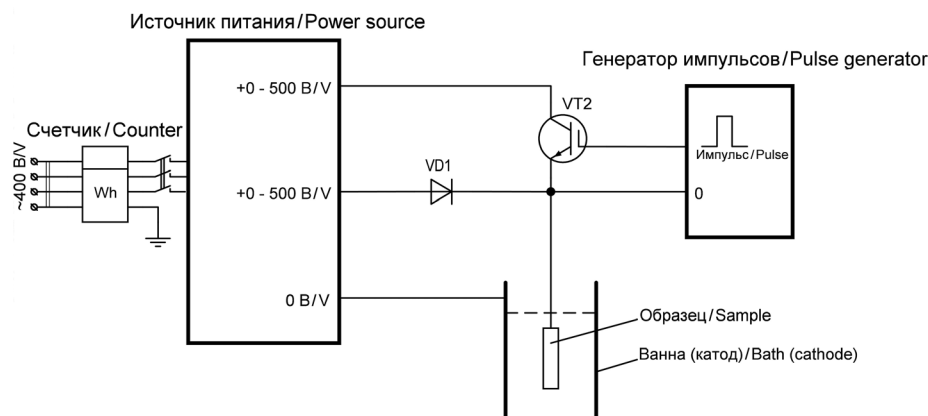 Источник питания/Power source
Генератор импульсов/Pulse generator
+0 - 500 В/V
VT2
Счетчик/Counter
~400 В/V
Wh
VD1
Импульс/Pulse
+0 - 500 В/V
0
0 В/V
Образец/Sample
Ванна (катод)/Bath (cathode)